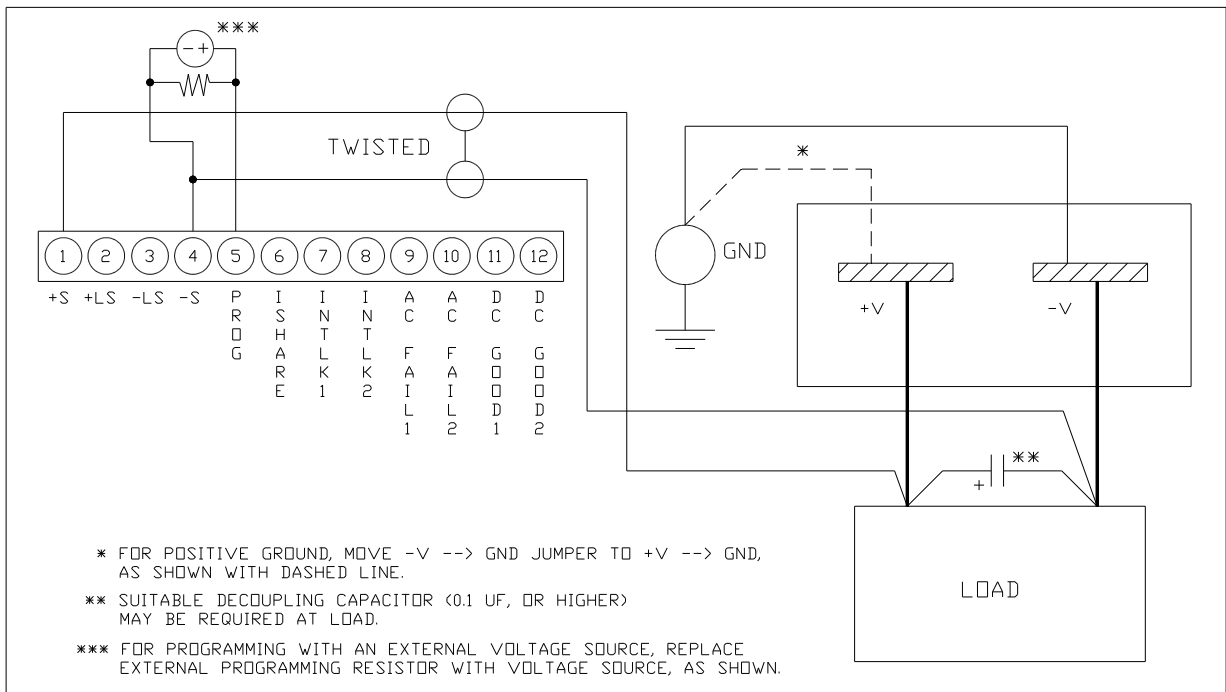 - + ***
TWISTED
*
GND
1 2 3 4 5 6 7 8 9 10 11 12
+S +LS -LS -S PROG ISHARE INTLK1 INTLK2 AC FAIL1 AC FAIL2 DC GOOD1 DC GOOD2
+V -V
+ **
LOAD
* FOR POSITIVE GROUND, MOVE -V --> GND JUMPER TO +V --> GND,
AS SHOWN WITH DASHED LINE.
** SUITABLE DECOUPLING CAPACITOR (0.1 UF, OR HIGHER)
MAY BE REQUIRED AT LOAD.
*** FOR PROGRAMMING WITH AN EXTERNAL VOLTAGE SOURCE, REPLACE
EXTERNAL PROGRAMMING RESISTOR WITH VOLTAGE SOURCE, AS SHOWN.